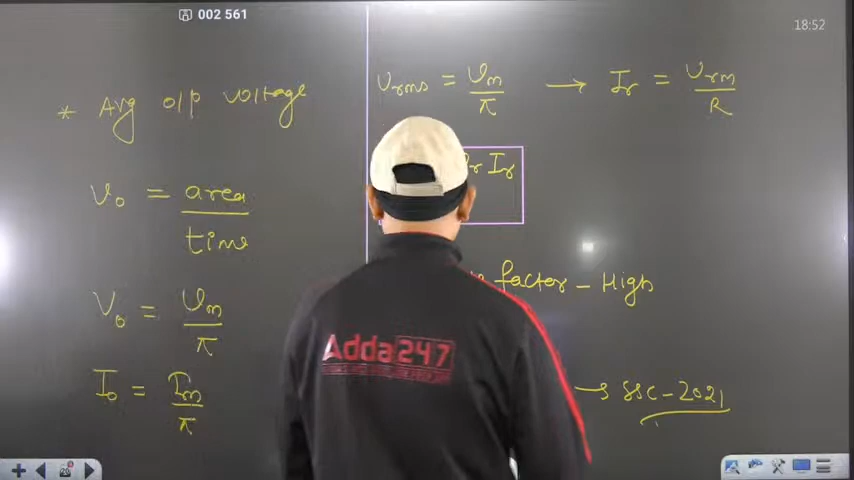 002 561
18:52
* Avg o/p voltage
V₀ = area / time
V₀ = Vm / π
I₀ = Im / π
Vrms = Vm / π → Ir = Vrm / R
Ir
factor - High
→ SSC-2021
Adda247